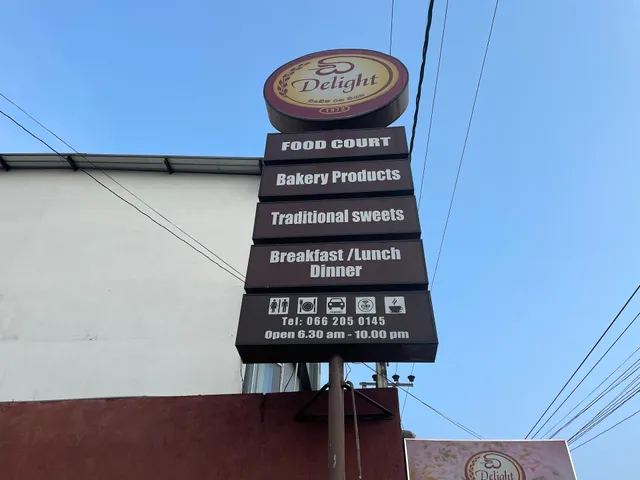 ඩී
Delight
FOOD COURT
Bakery Products
Traditional sweets
Breakfast /Lunch
Dinner
Tel: 066 205 0145
Open 6.30 am - 10.00 pm
Delight